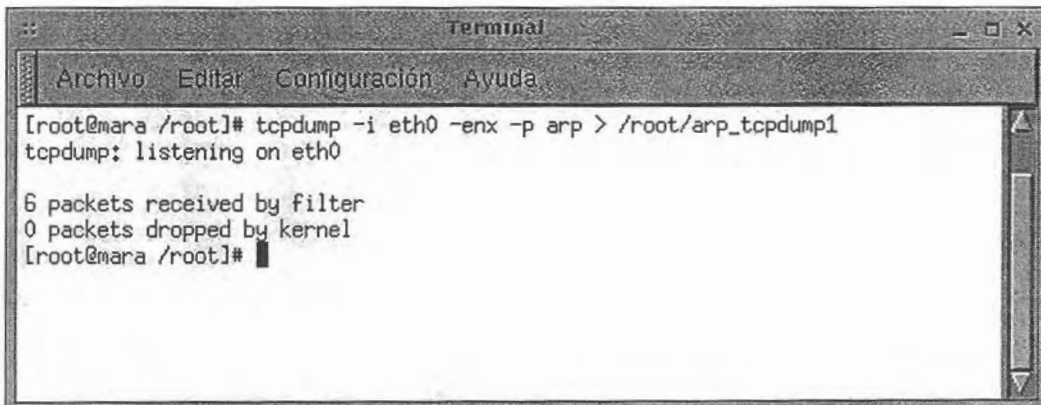 Terminal
Archivo Editar Configuración Ayuda
[root@mara /root]# tcpdump -i eth0 -enx -p arp > /root/arp_tcpdump1
tcpdump: listening on eth0
6 packets received by filter
0 packets dropped by kernel
[root@mara /root]#